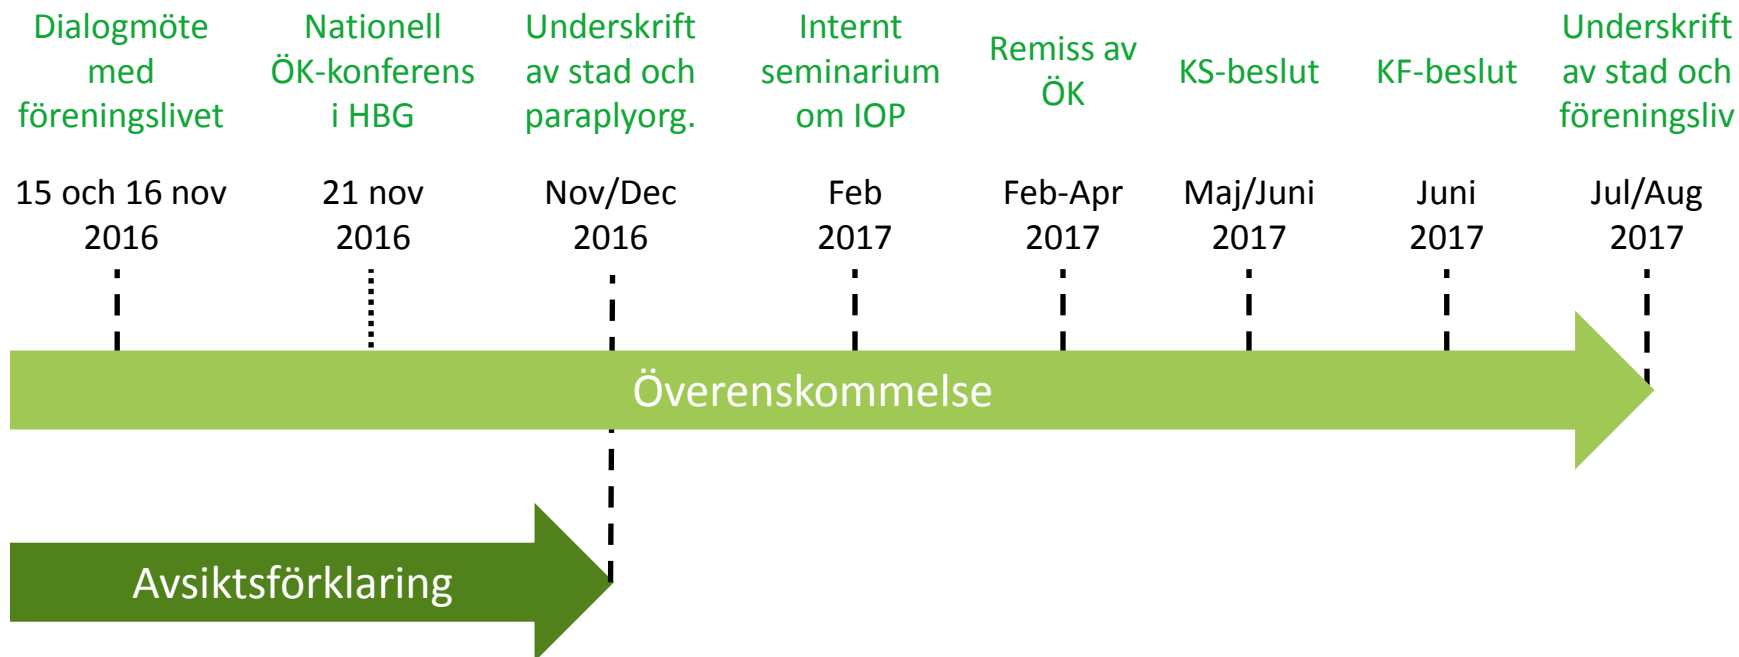 Dialogmöte
med
föreningslivet
15 och 16 nov
2016
Nationell
ÖK-konferens
i HBG
21 nov
2016
Underskrift
av stad och
paraplyorg.
Nov/Dec
2016
Internt
seminarium
om IOP
Feb
2017
Remiss av
ÖK
Feb-Apr
2017
KS-beslut
Maj/Juni
2017
KF-beslut
Juni
2017
Underskrift
av stad och
föreningsliv
Jul/Aug
2017
Överenskommelse
Avsiktsförklaring